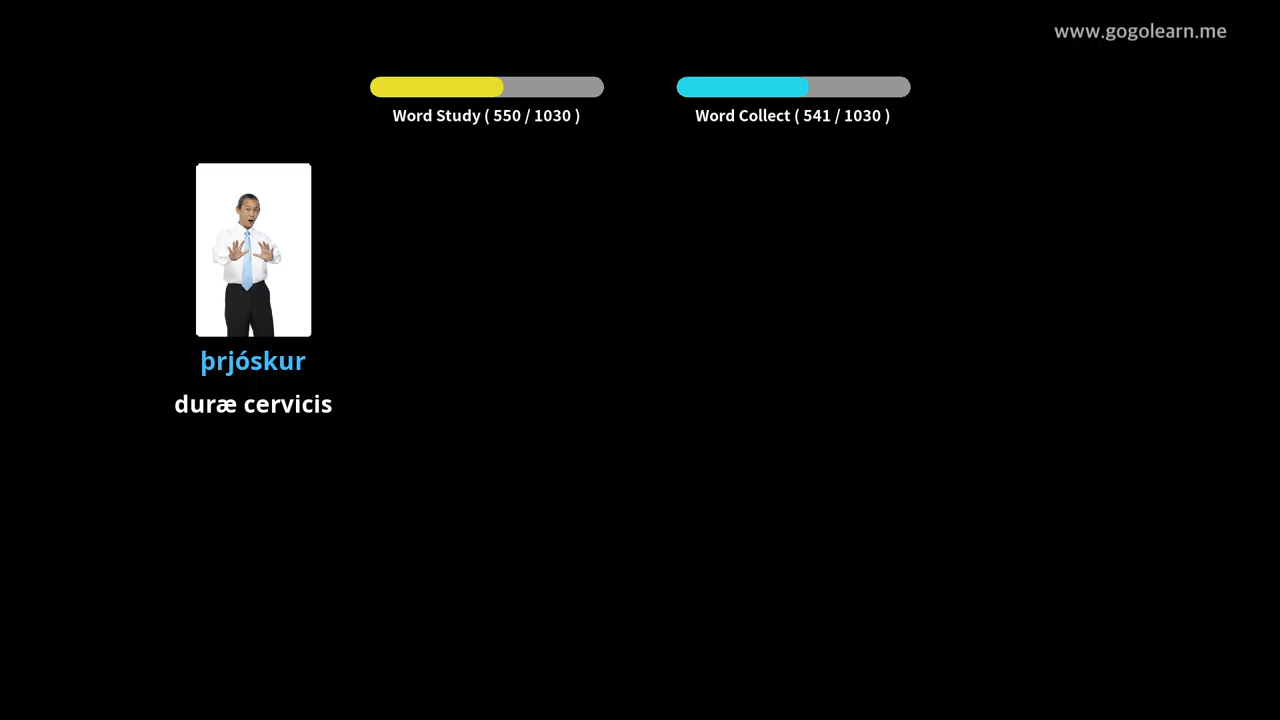 www.gogolearn.me
Word Study ( 550 / 1030 )
Word Collect ( 541 / 1030 )
þrjóskur
duræ cervicis